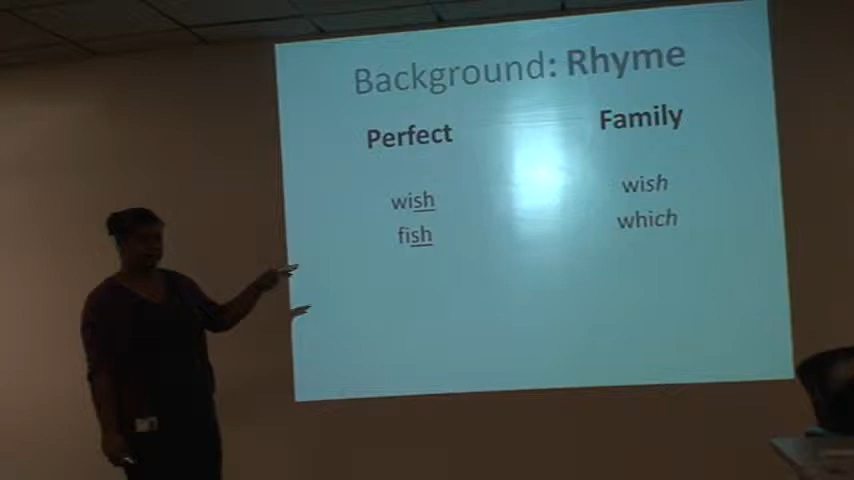 Background: Rhyme
Perfect
Family
wish
fish
wish
which